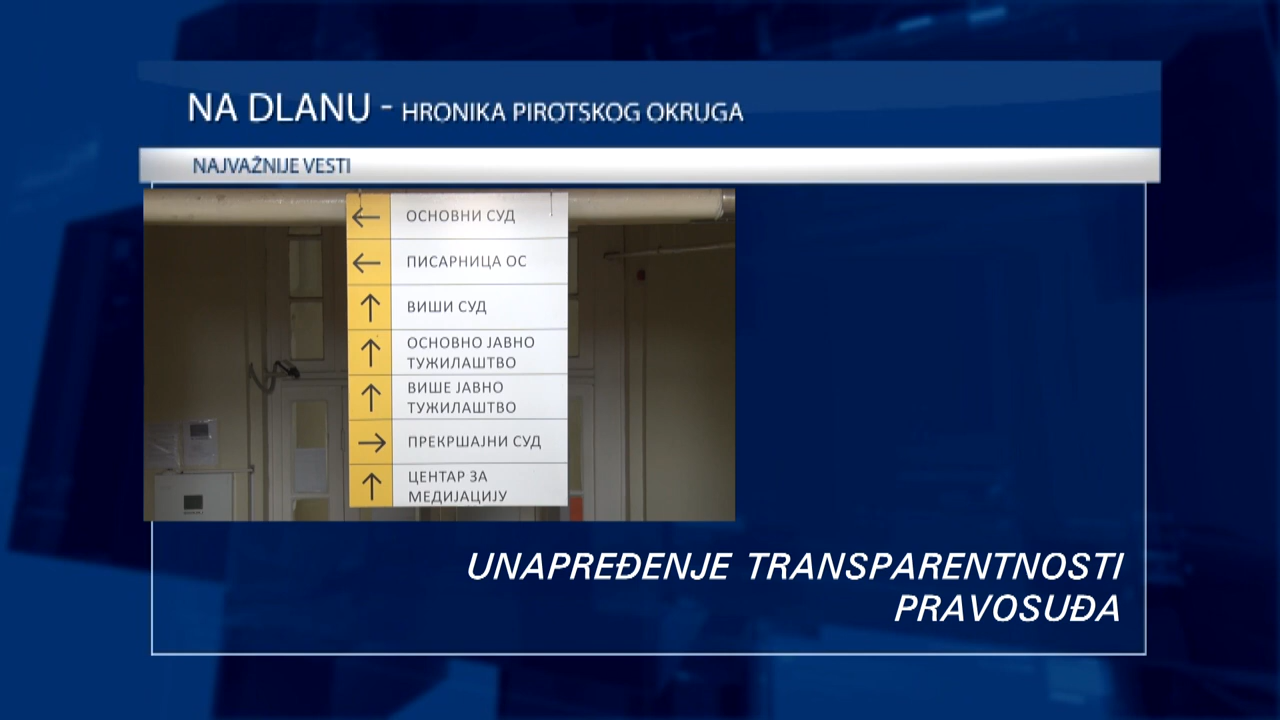 NA DLANU - HRONIKA PIROTSKOG OKRUGA
NAJVAŽNIJE VESTI
← ОСНОВНИ СУД
← ПИСАРНИЦА ОС
↑ ВИШИ СУД
↑ ОСНОВНО ЈАВНО
ТУЖИЛАШТВО
↑ ВИШЕ ЈАВНО
ТУЖИЛАШТВО
→ ПРЕКРШАЈНИ СУД
↑ ЦЕНТАР ЗА
МЕДИЈАЦИЈУ
UNAPREĐENJE TRANSPARENTNOSTI
PRAVOSUĐA